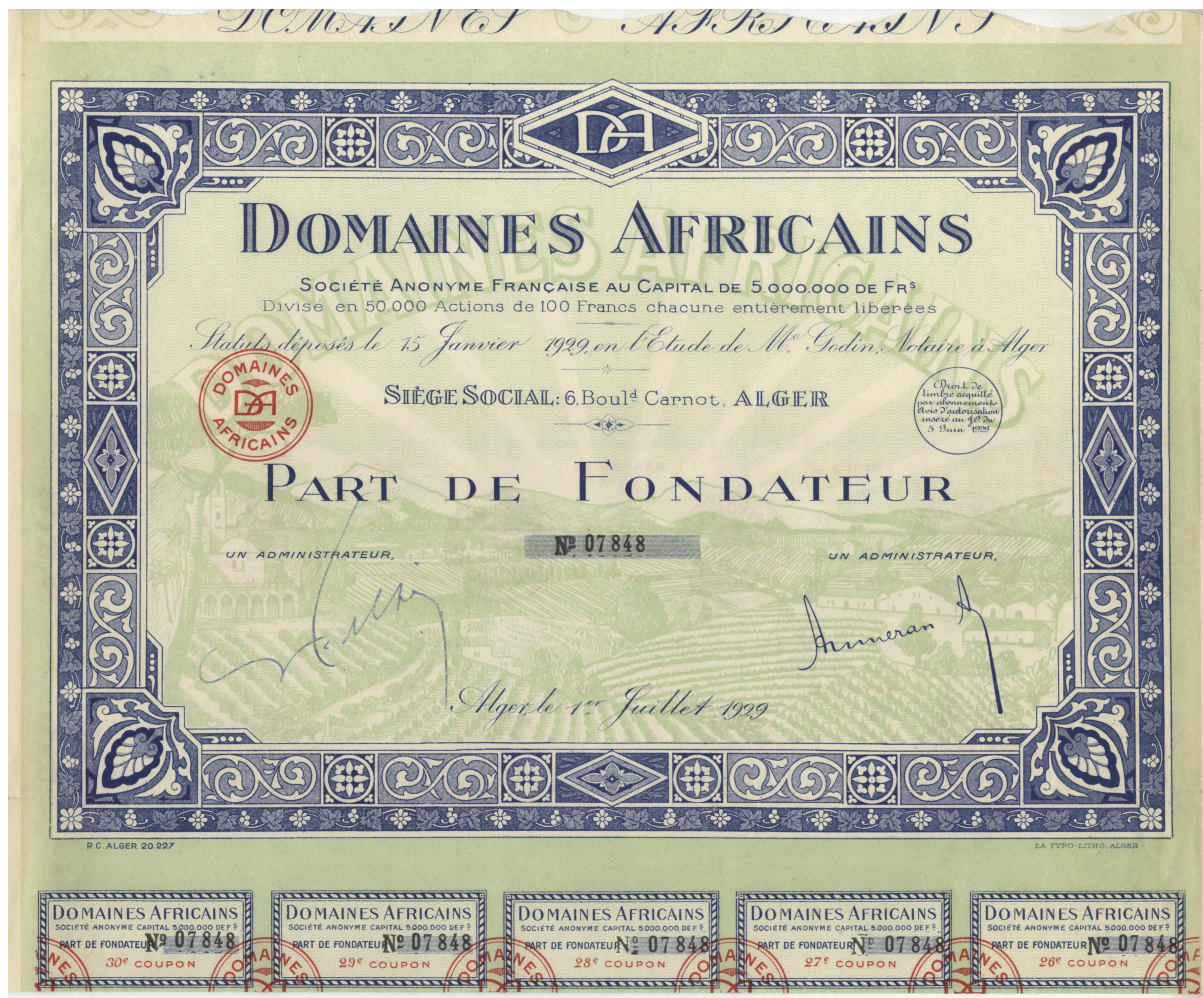 DOMAINES AFRICAINS
DA
DOMAINES AFRICAINS
DOMAINES AFRICAINS
SOCIÉTÉ ANONYME FRANÇAISE AU CAPITAL DE 5.000.000 DE FRS
Divisé en 50.000 Actions de 100 Francs chacune entièrement libérées
Statuts déposés le 15 Janvier 1929, en l'Etude de Me Godin, Notaire à Alger
DOMAINES
DA
AFRICAINS
SIÈGE SOCIAL: 6, Bould Carnot, ALGER
Droit de
timbre acquitté
par abonnement
Avis d'autorisation
inséré au J.O. du
5 Juin 1929
PART DE FONDATEUR
UN ADMINISTRATEUR,
No 07848
UN ADMINISTRATEUR,
Alger, le 1er Juillet 1929
R.C. ALGER 20.227
LA TYPO-LITHO, ALGER
DOMAINES AFRICAINS
SOCIÉTÉ ANONYME CAPITAL 5.000.000 DE FS
PART DE FONDATEUR No 07848
30e COUPON
DOMAINES AFRICAINS
SOCIÉTÉ ANONYME CAPITAL 5.000.000 DE FS
PART DE FONDATEUR No 07848
29e COUPON
DOMAINES AFRICAINS
SOCIÉTÉ ANONYME CAPITAL 5.000.000 DE FS
PART DE FONDATEUR No 07848
28e COUPON
DOMAINES AFRICAINS
SOCIÉTÉ ANONYME CAPITAL 5.000.000 DE FS
PART DE FONDATEUR No 07848
27e COUPON
DOMAINES AFRICAINS
SOCIÉTÉ ANONYME CAPITAL 5.000.000 DE FS
PART DE FONDATEUR No 07848
26e COUPON